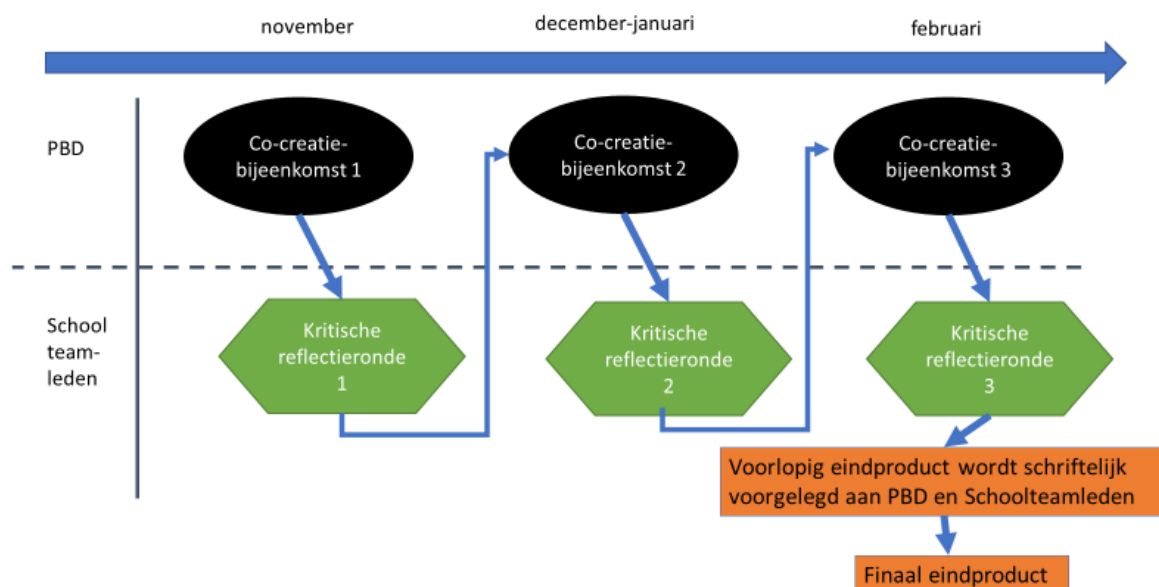 november
december-januari
februari
PBD
Co-creatie-
bijeenkomst 1
Co-creatie-
bijeenkomst 2
Co-creatie-
bijeenkomst 3
School
team-
leden
Kritische
reflectieronde
1
Kritische
reflectieronde
2
Kritische
reflectieronde
3
Voorlopig eindproduct wordt schriftelijk
voorgelegd aan PBD en Schoolteamleden
Finaal eindproduct